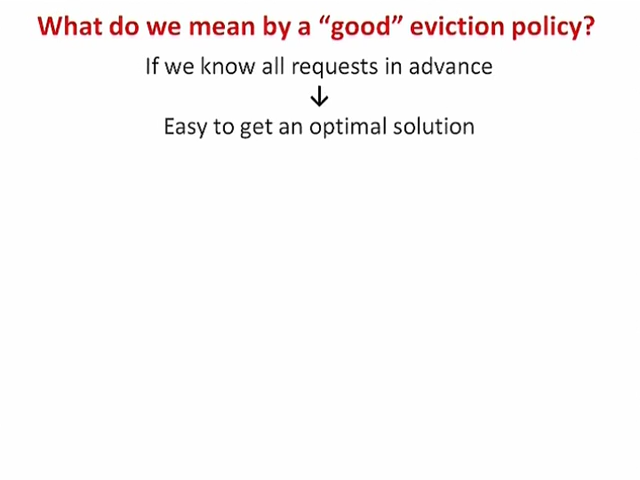 What do we mean by a “good” eviction policy?
If we know all requests in advance
↓
Easy to get an optimal solution